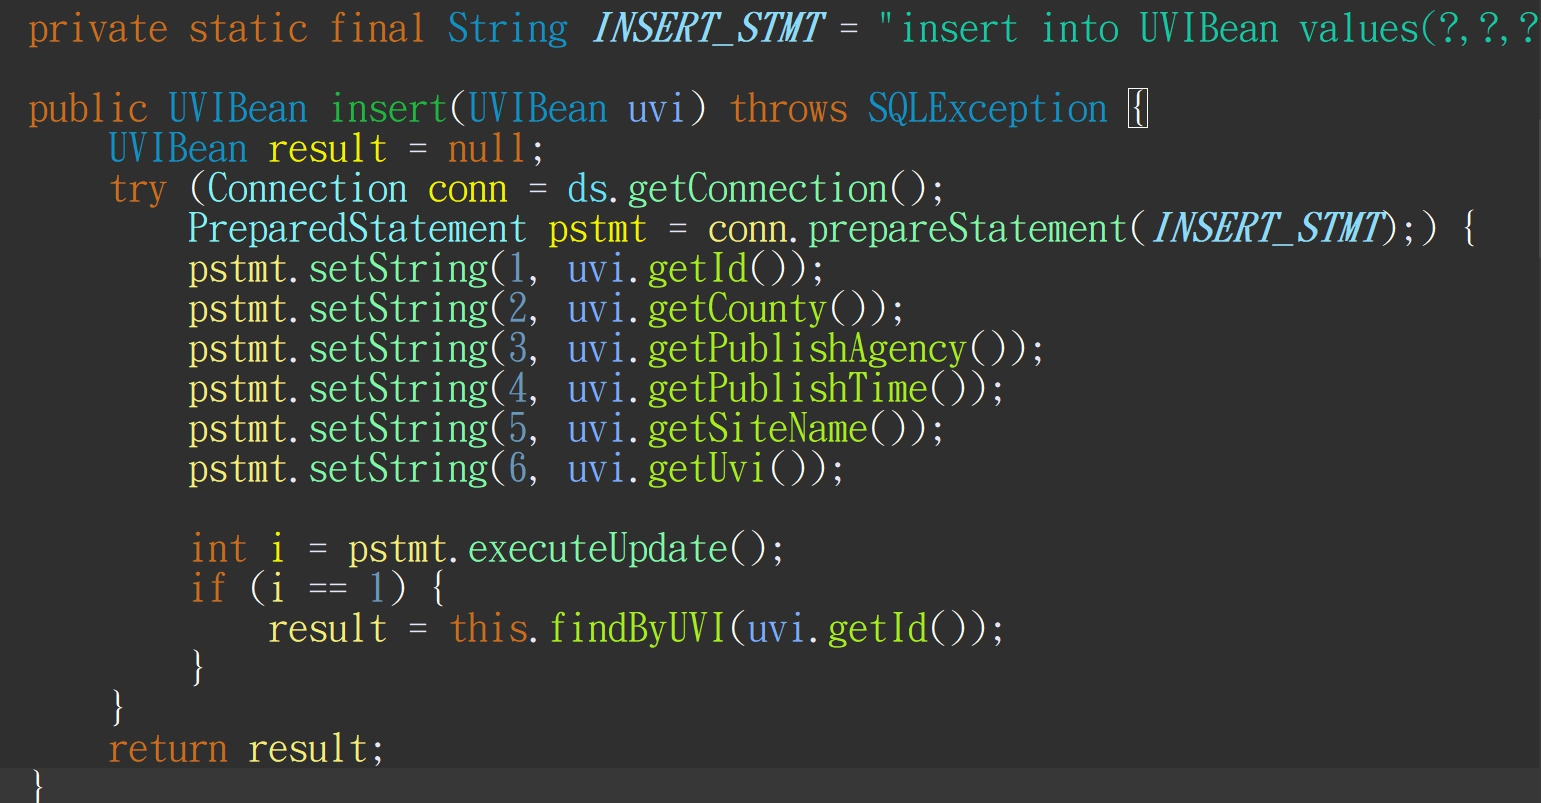 private static final String INSERT_STMT = "insert into UVIBean values(?,?,?
public UVIBean insert(UVIBean uvi) throws SQLException {
UVIBean result = null;
try (Connection conn = ds.getConnection();
PreparedStatement pstmt = conn.prepareStatement(INSERT_STMT);) {
pstmt.setString(1, uvi.getId());
pstmt.setString(2, uvi.getCounty());
pstmt.setString(3, uvi.getPublishAgency());
pstmt.setString(4, uvi.getPublishTime());
pstmt.setString(5, uvi.getSiteName());
pstmt.setString(6, uvi.getUvi());
int i = pstmt.executeUpdate();
if (i == 1) {
result = this.findByUVI(uvi.getId());
}
}
return result;
}